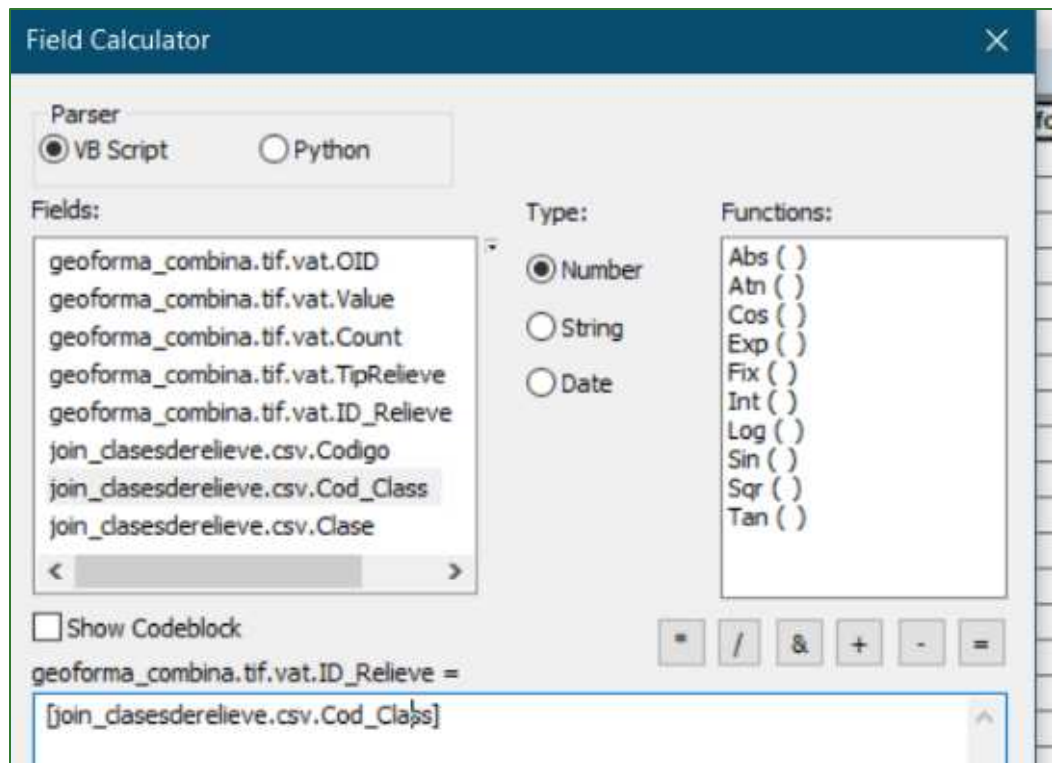 Field Calculator
Parser
VB Script
Python
Fields:
geoforma_combina.tif.vat.OID
geoforma_combina.tif.vat.Value
geoforma_combina.tif.vat.Count
geoforma_combina.tif.vat.TipRelieve
geoforma_combina.tif.vat.ID_Relieve
join_clasesderelieve.csv.Codigo
join_clasesderelieve.csv.Cod_Class
join_clasesderelieve.csv.Clase
Type:
Number
String
Date
Functions:
Abs ( )
Atn ( )
Cos ( )
Exp ( )
Fix ( )
Int ( )
Log ( )
Sin ( )
Sqr ( )
Tan ( )
Show Codeblock
* / & + - =
geoforma_combina.tif.vat.ID_Relieve =
[join_clasesderelieve.csv.Cod_Class]